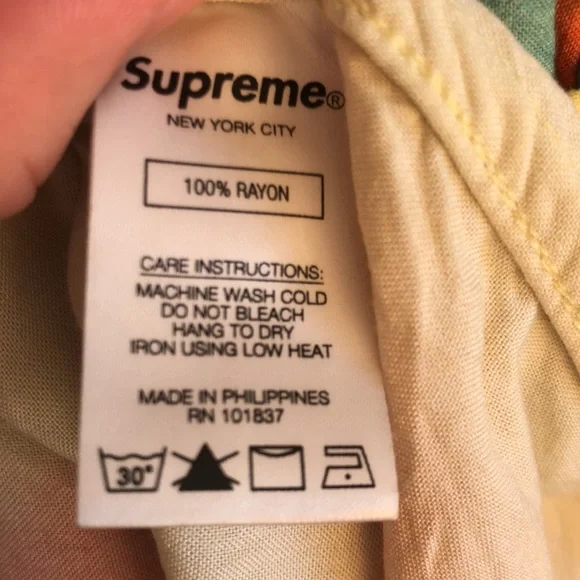 Supreme®
NEW YORK CITY
100% RAYON
CARE INSTRUCTIONS:
MACHINE WASH COLD
DO NOT BLEACH
HANG TO DRY
IRON USING LOW HEAT
MADE IN PHILIPPINES
RN 101837
30°